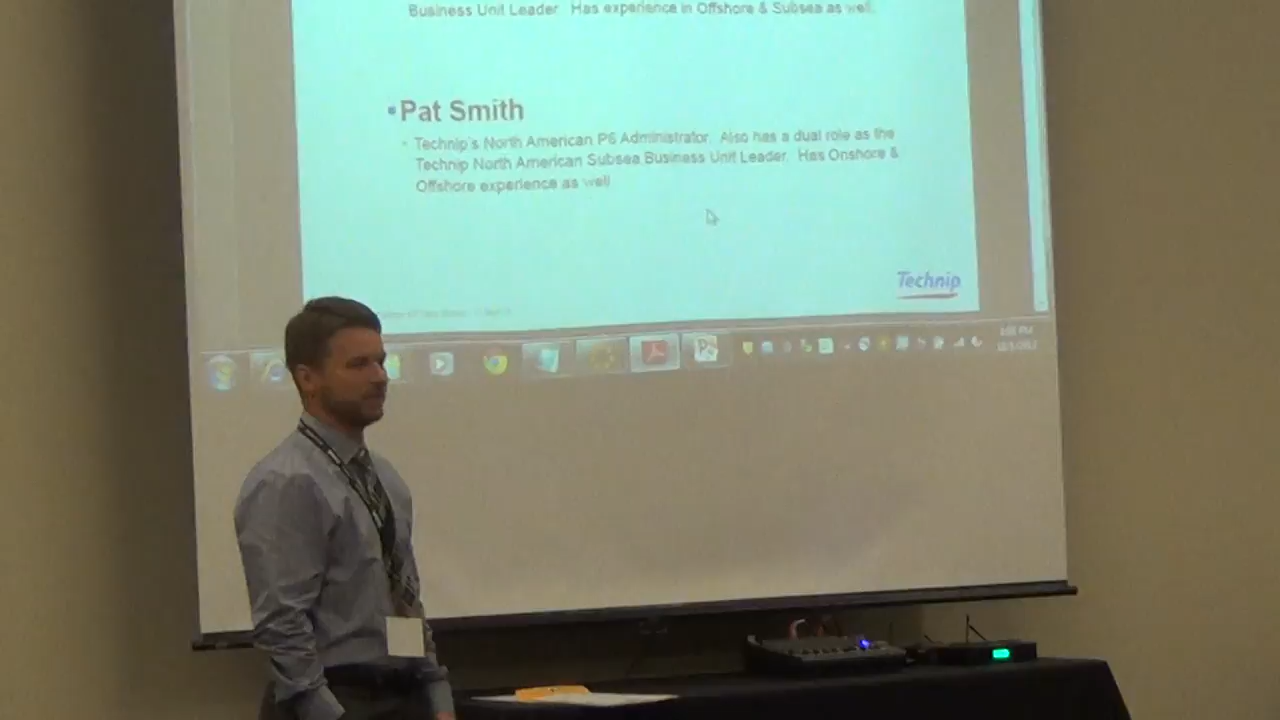 Business Unit Leader. Has experience in Offshore & Subsea as well.
Pat Smith
Technip's North American P6 Administrator. Also has a dual role as the
Technip North American Subsea Business Unit Leader. Has Onshore &
Offshore experience as well
Technip